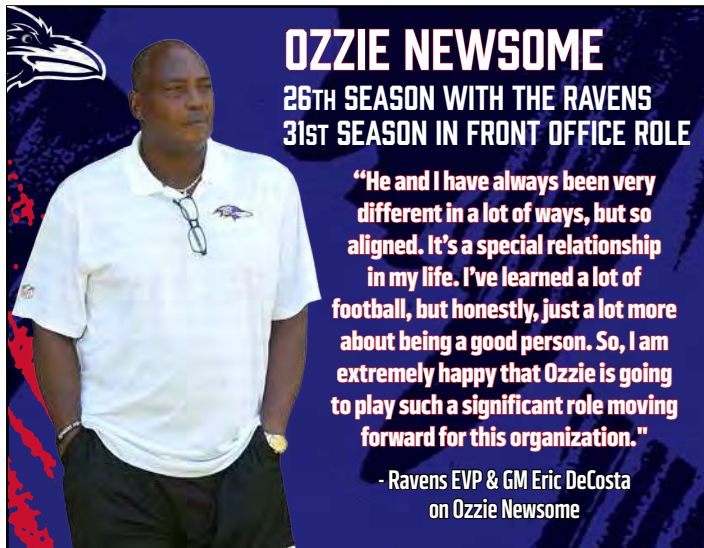 OZZIE NEWSOME
26TH SEASON WITH THE RAVENS
31ST SEASON IN FRONT OFFICE ROLE
“He and I have always been very
different in a lot of ways, but so
aligned. It’s a special relationship
in my life. I’ve learned a lot of
football, but honestly, just a lot more
about being a good person. So, I am
extremely happy that Ozzie is going
to play such a significant role moving
forward for this organization."
- Ravens EVP & GM Eric DeCosta
on Ozzie Newsome